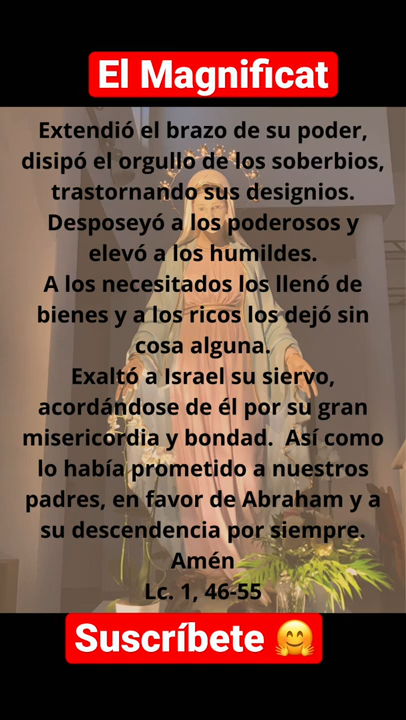 El Magnificat
Extendió el brazo de su poder,
disipó el orgullo de los soberbios,
trastornando sus designios.
Desposeyó a los poderosos y
elevó a los humildes.
A los necesitados los llenó de
bienes y a los ricos los dejó sin
cosa alguna.
Exaltó a Israel su siervo,
acordándose de él por su gran
misericordia y bondad. Así como
lo había prometido a nuestros
padres, en favor de Abraham y a
su descendencia por siempre.
Amén
Lc. 1, 46-55
Suscríbete 🤗